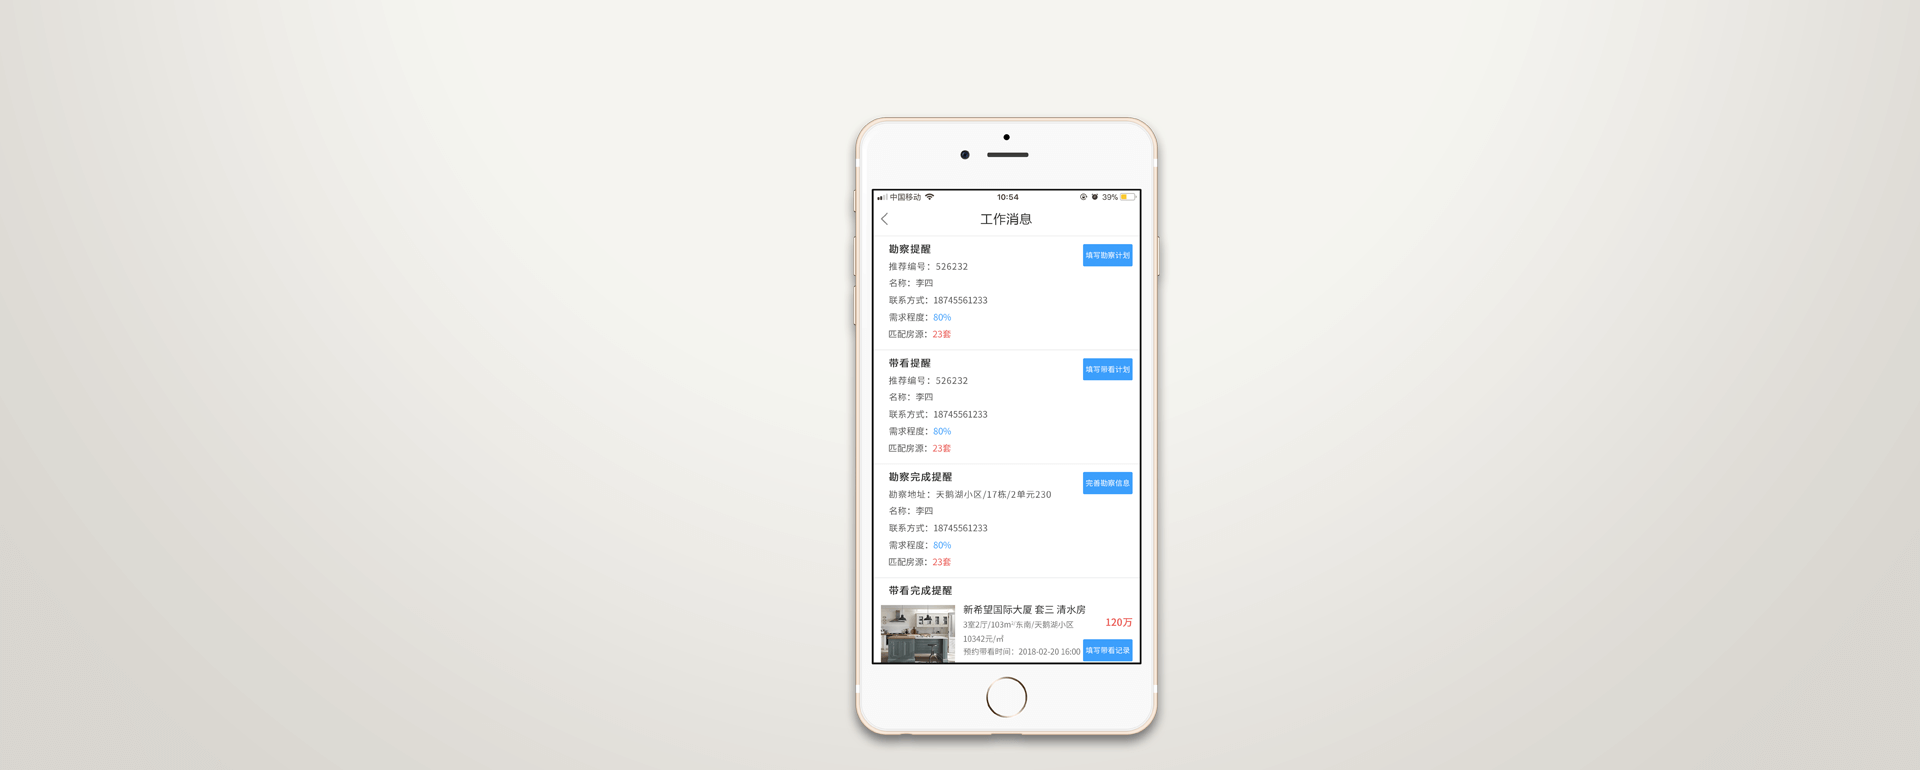 中国移动 10:54 39%
工作消息
勘察提醒
填写勘察计划
推荐编号：526232
名称：李四
联系方式：18745561233
需求程度：80%
匹配房源：23套
带看提醒
填写带看计划
推荐编号：526232
名称：李四
联系方式：18745561233
需求程度：80%
匹配房源：23套
勘察完成提醒
完善勘察信息
勘察地址：天鹅湖小区/17栋/2单元230
名称：李四
联系方式：18745561233
需求程度：80%
匹配房源：23套
带看完成提醒
新希望国际大厦 套三 清水房
3室2厅/103m²/东南/天鹅湖小区
120万
10342元/㎡
预约带看时间：2018-02-20 16:00
填写带看记录